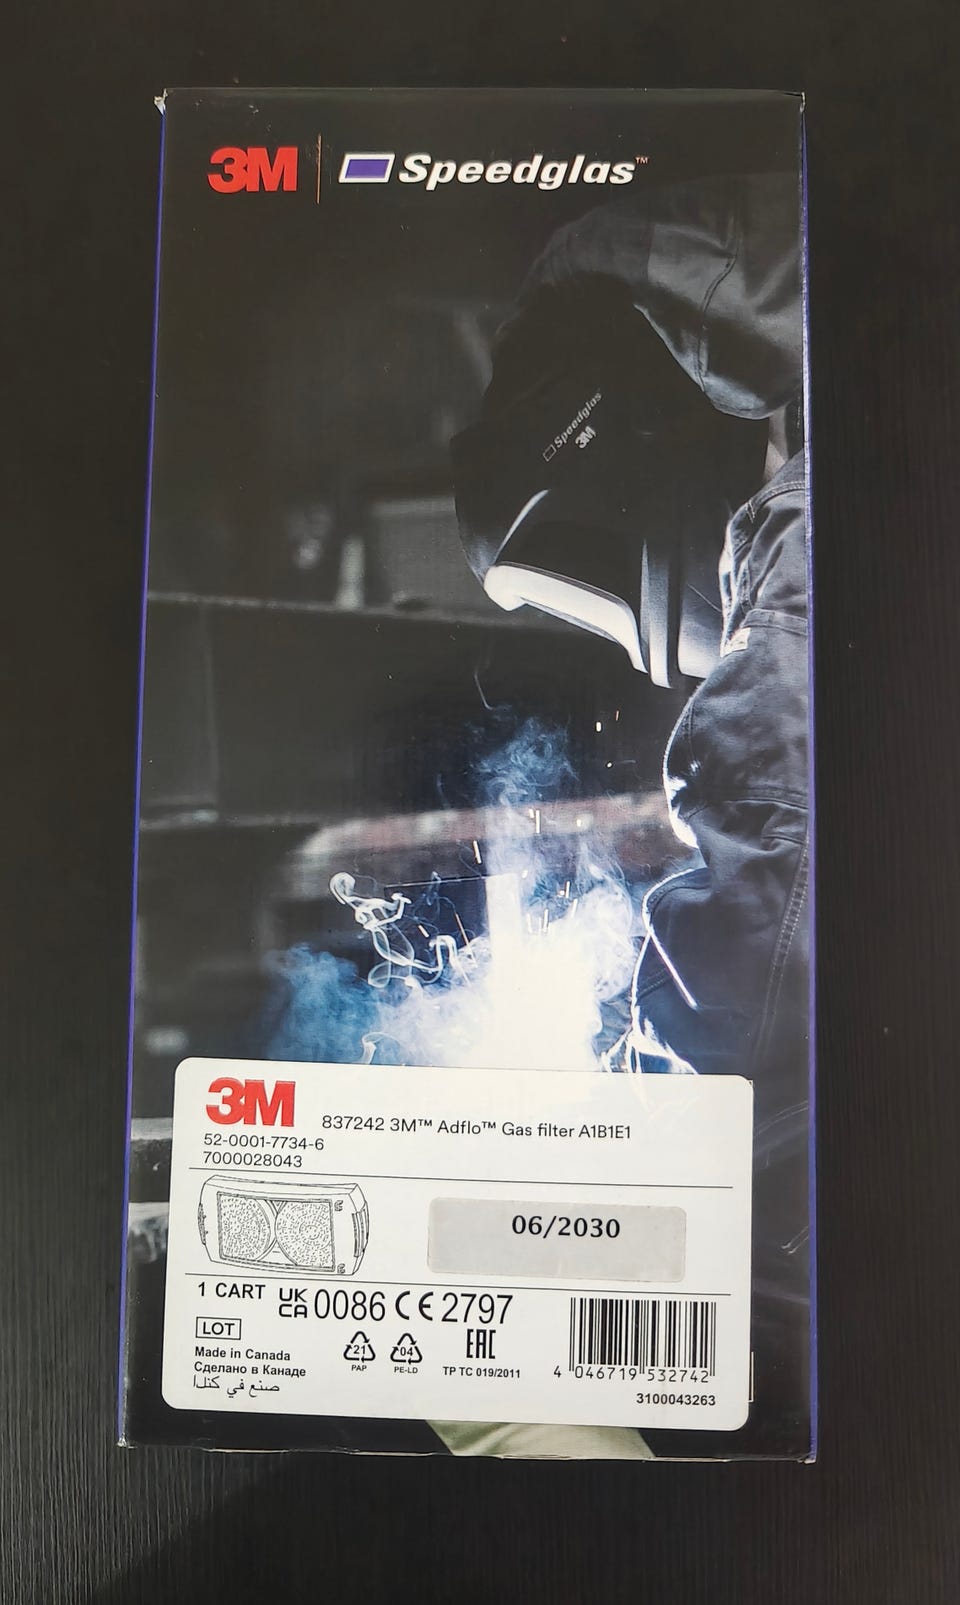 3M Speedglas™
Speedglas
3M
3M
837242 3M™ Adflo™ Gas filter A1B1E1
52-0001-7734-6
7000028043
06/2030
1 CART UK CA 0086 CE 2797
LOT
21 PAP
04 PE-LD
EAC
TP TC 019/2011
Made in Canada
Сделано в Канаде
صنع في كندا
4 046719 532742
3100043263